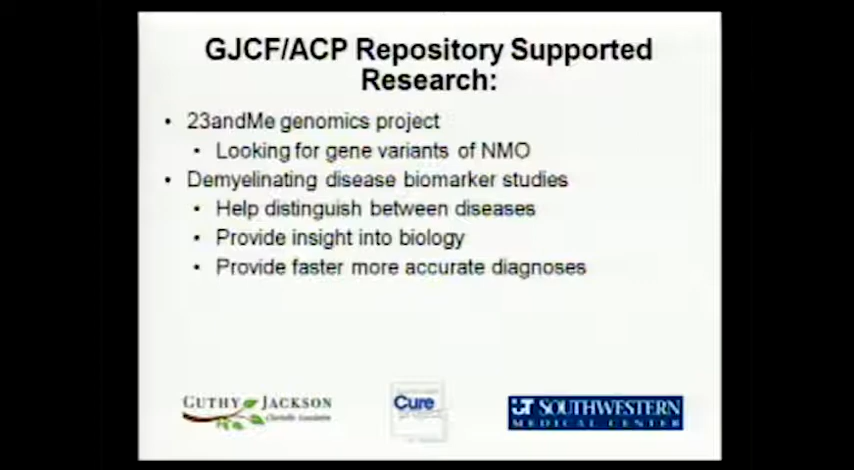 GJCF/ACP Repository Supported
Research:
• 23andMe genomics project
• Looking for gene variants of NMO
• Demyelinating disease biomarker studies
• Help distinguish between diseases
• Provide insight into biology
• Provide faster more accurate diagnoses
GUTHY JACKSON
Charitable Foundation
Cure
UT SOUTHWESTERN
MEDICAL CENTER